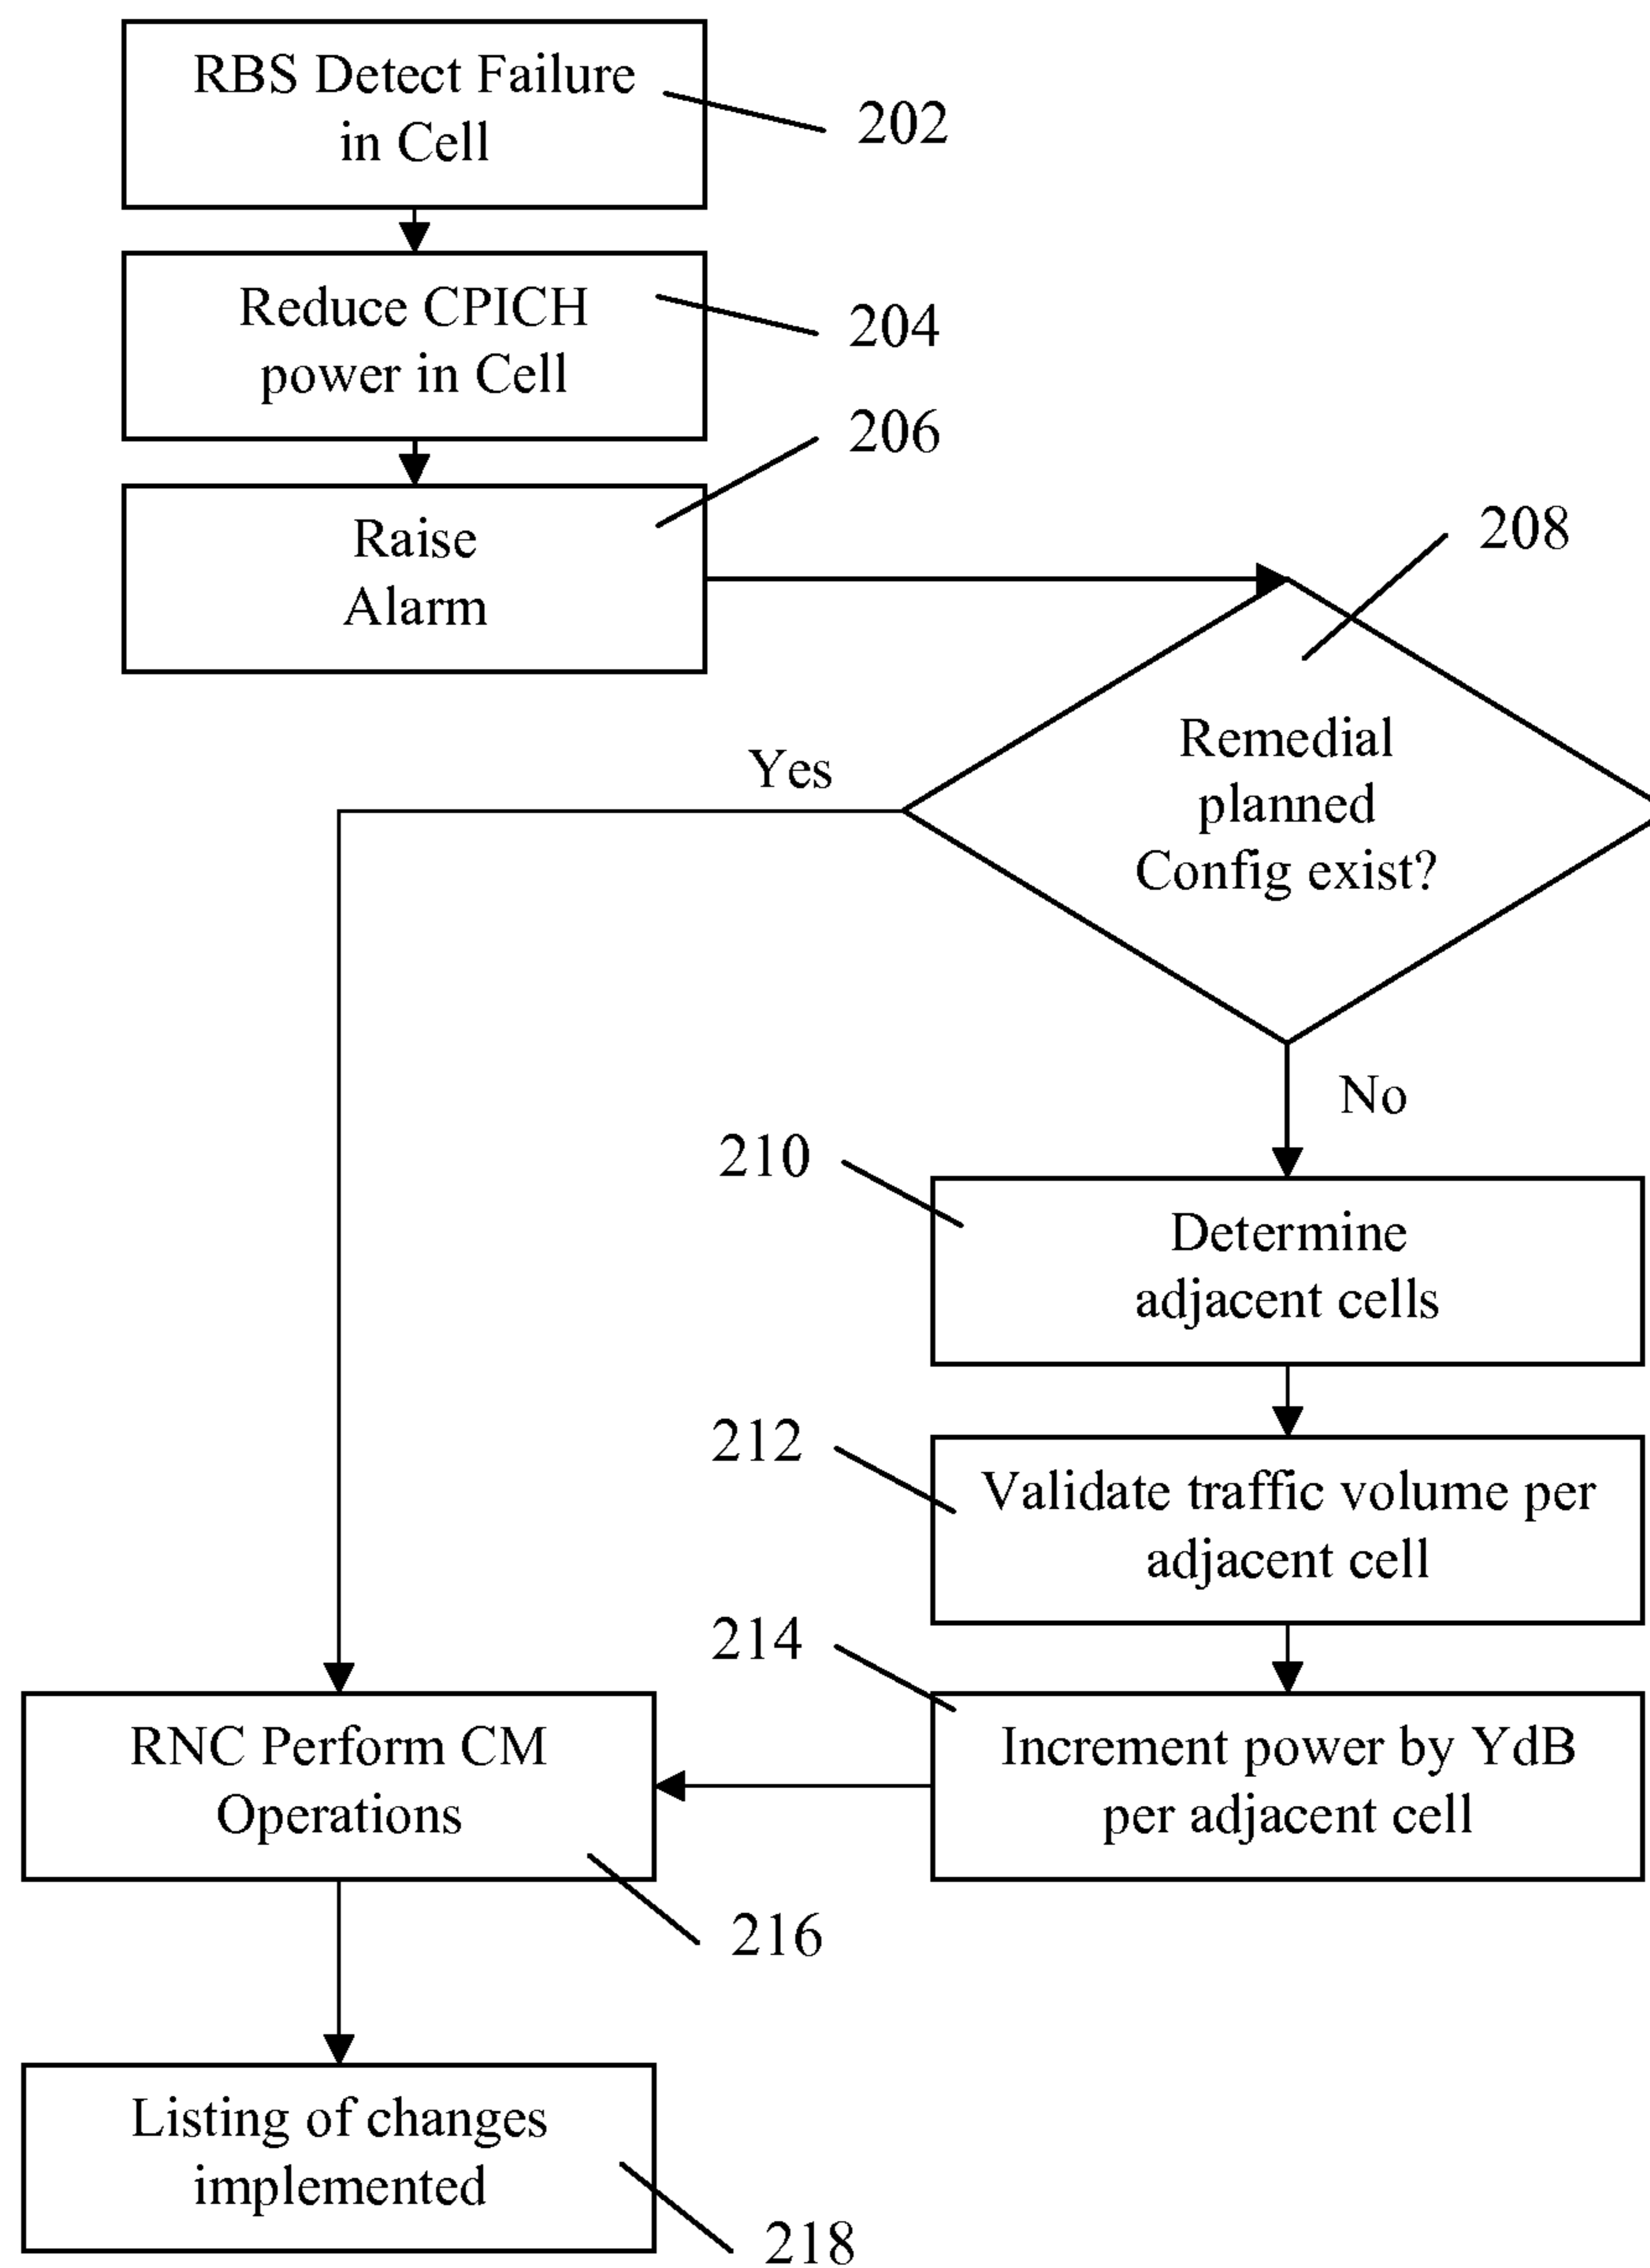 RBS Detect Failure
in Cell
202
Reduce CPICH
power in Cell
204
206
Raise
Alarm
208
Remedial
planned
Config exist?
Yes
No
210
Determine
adjacent cells
212
Validate traffic volume per
adjacent cell
214
Increment power by YdB
per adjacent cell
RNC Perform CM
Operations
216
Listing of changes
implemented
218